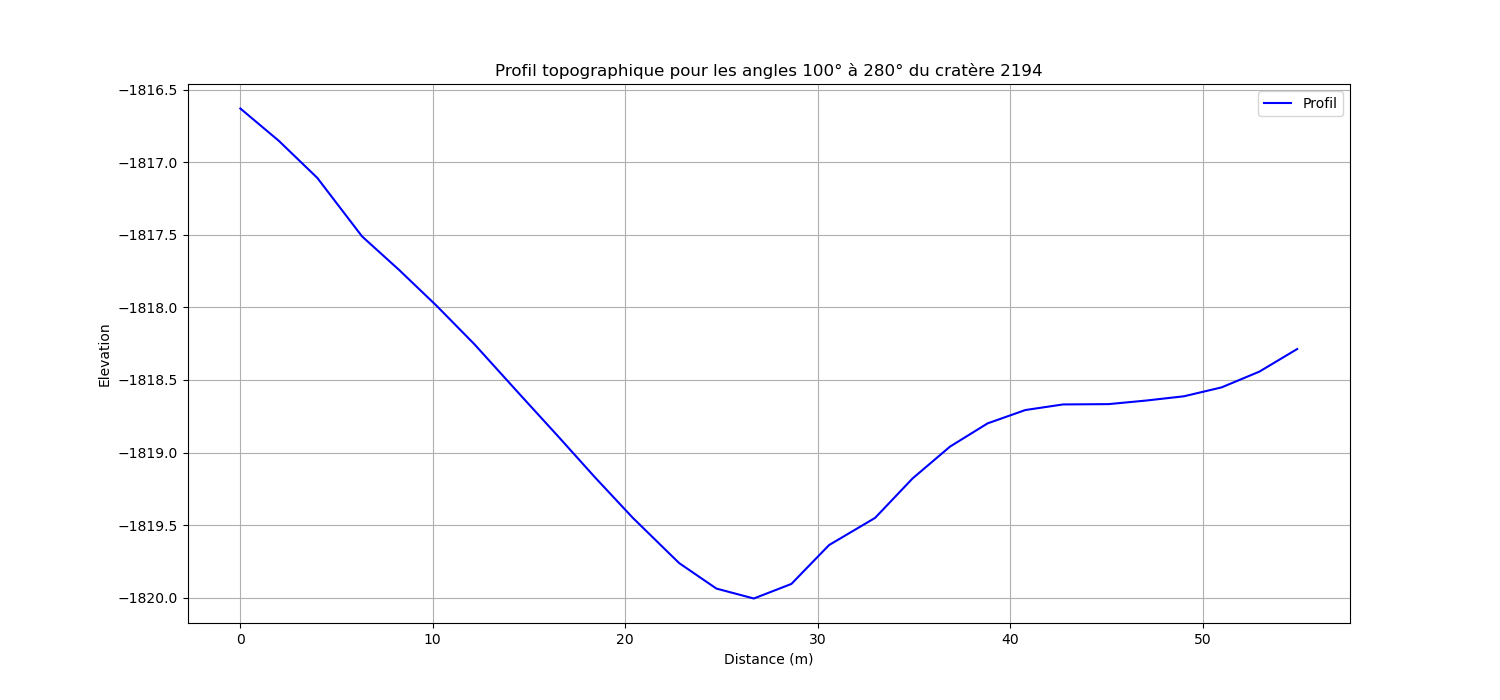 Profil topographique pour les angles 100° à 280° du cratère 2194
Profil
Elevation
−1816.5
−1817.0
−1817.5
−1818.0
−1818.5
−1819.0
−1819.5
−1820.0
0 10 20 30 40 50
Distance (m)